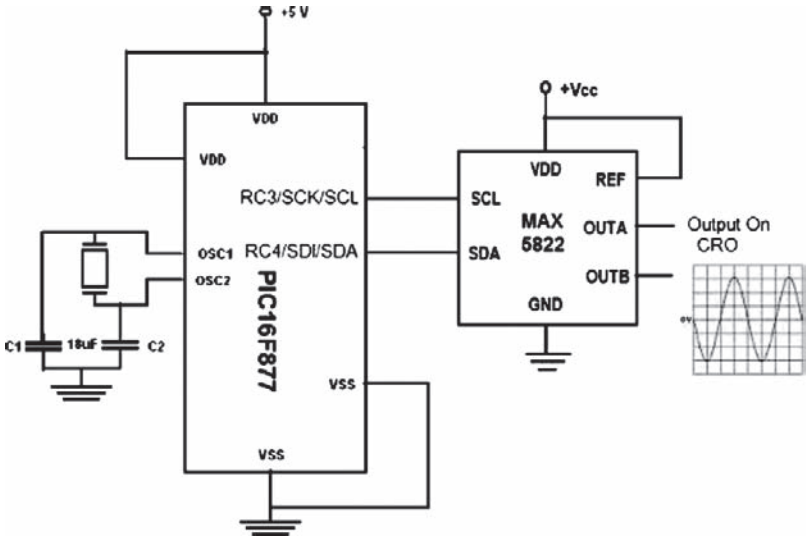 +5 V
VDD
VDD
RC3/SCK/SCL
OSC1
RC4/SDI/SDA
OSC2
PIC16F877
VSS
VSS
C1
18uF
C2
+Vcc
VDD
REF
SCL
MAX
5822
OUTA
SDA
OUTB
GND
Output On
CRO
0V